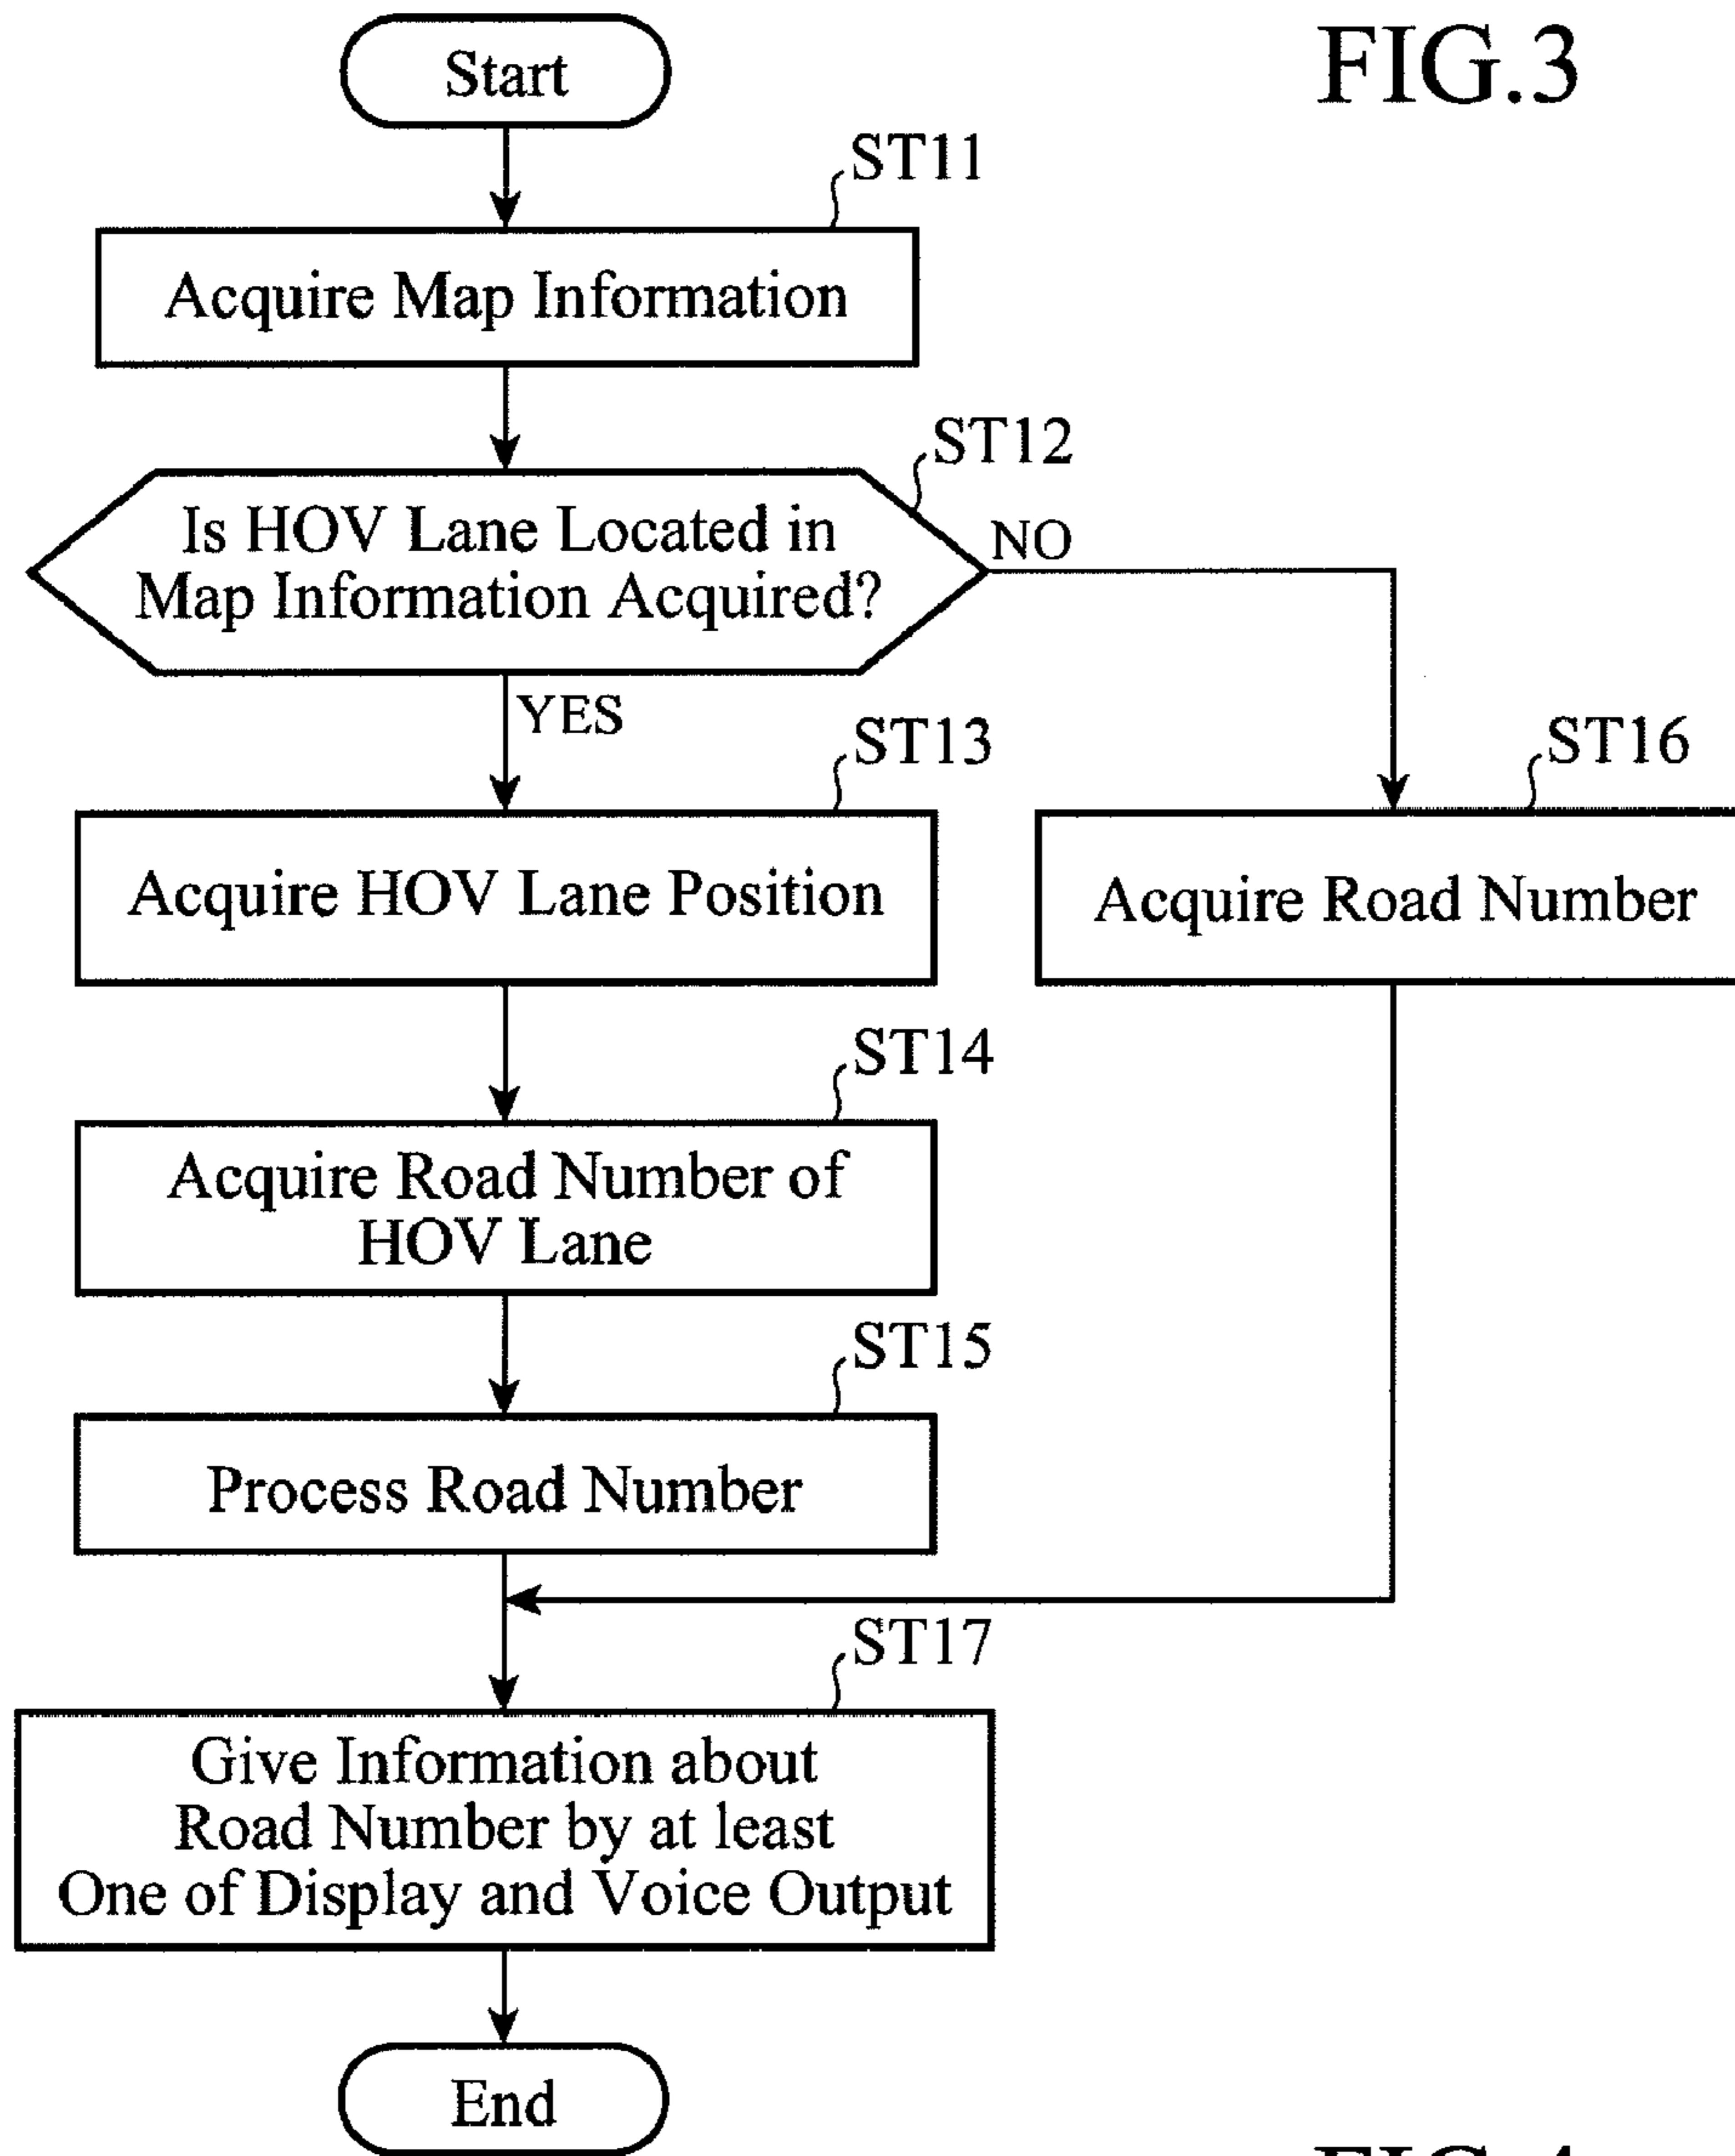 FIG.3
Start
ST11
Acquire Map Information
ST12
Is HOV Lane Located in
Map Information Acquired?
NO
YES
ST13
Acquire HOV Lane Position
ST16
Acquire Road Number
ST14
Acquire Road Number of
HOV Lane
ST15
Process Road Number
ST17
Give Information about
Road Number by at least
One of Display and Voice Output
End